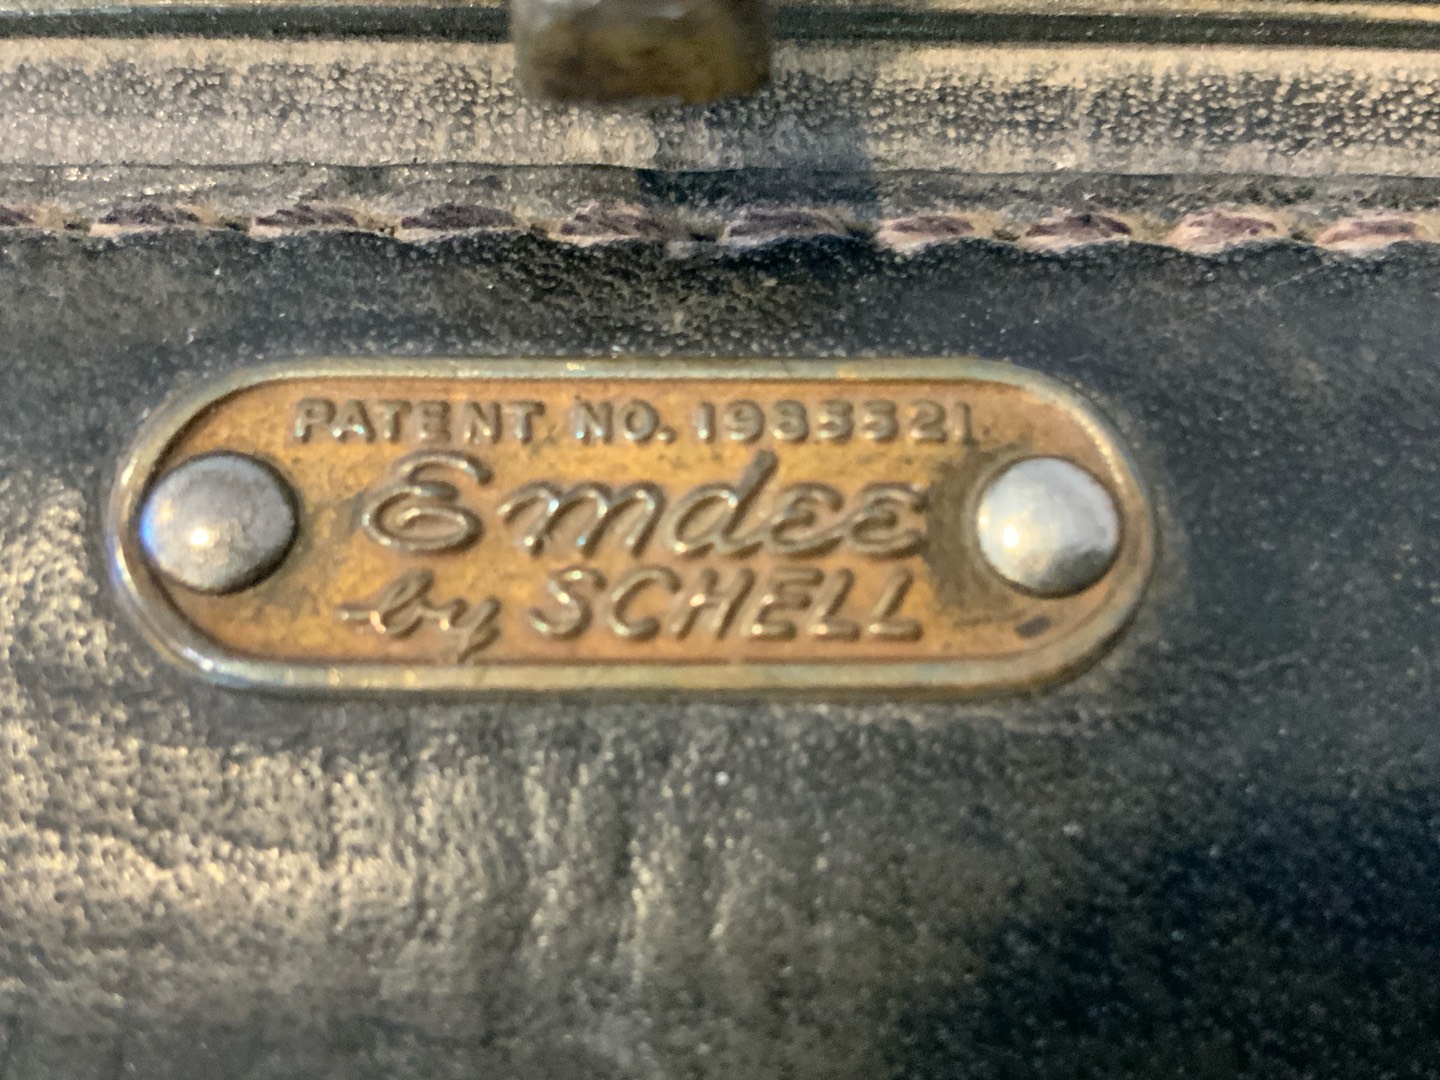 PATENT NO. 1985521
Emdee
by SCHELL